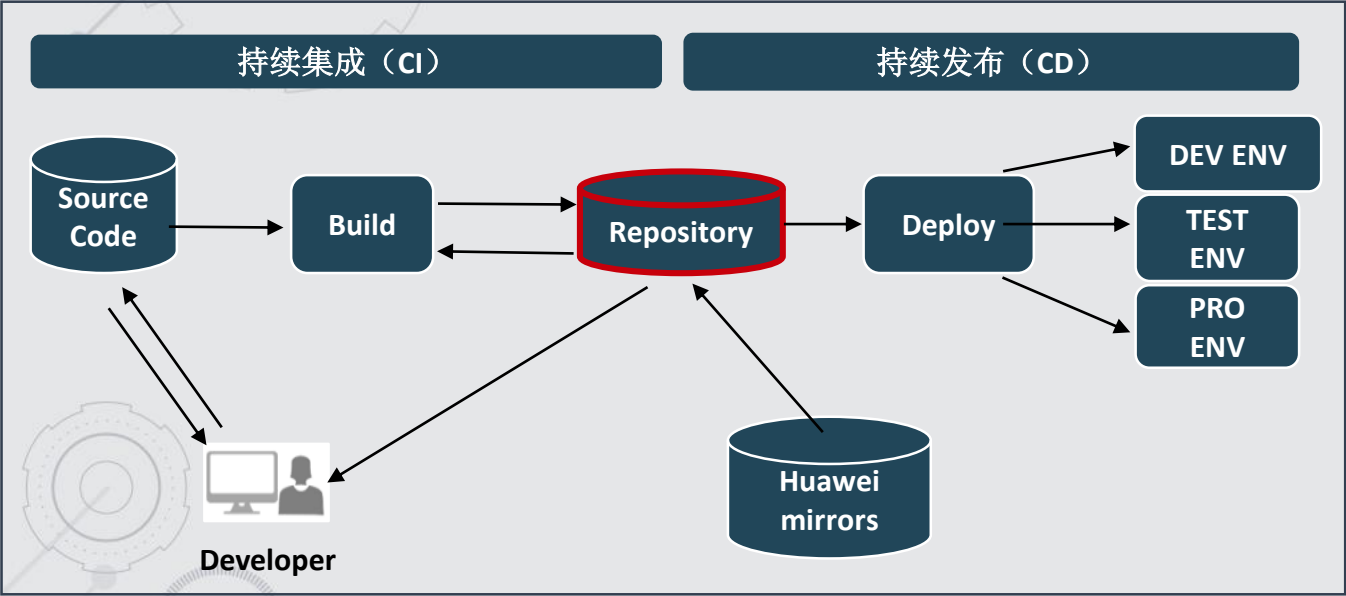 持续集成（CI）
持续发布（CD）
Source
Code
Build
Repository
Deploy
DEV ENV
TEST
ENV
PRO
ENV
Huawei
mirrors
Developer